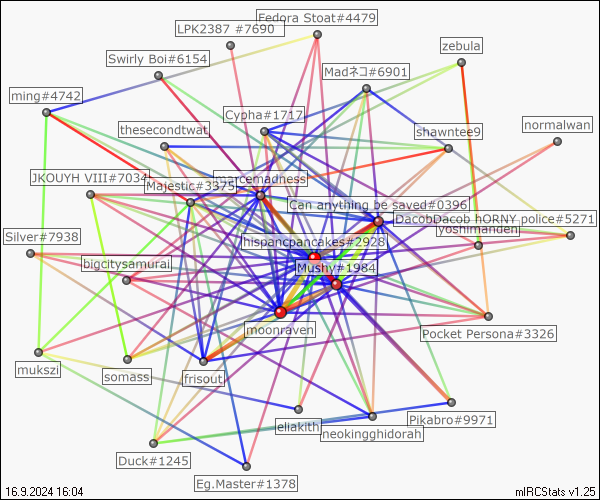 Fedora Stoat#4479
LPK2387 #7690
zebula
Swirly Boi#6154
Madネコ#6901
ming#4742
Cypha#1717
normalwan
thesecondtwat
shawntee9
JKOUYH VIII#7034
marcemadness
Majestic#3375
Can anything be saved#0396
DacobDacob hORNY police#5271
yoshimanden
Silver#7938
hispancpancakes#2928
bigcitysamurai
Mushy#1984
moonraven
Pocket Persona#3326
mukszi
somass
frisout
eliakith
Pikabro#9971
neokingghidorah
Duck#1245
Eg.Master#1378
16.9.2024 16:04
mIRCStats v1.25